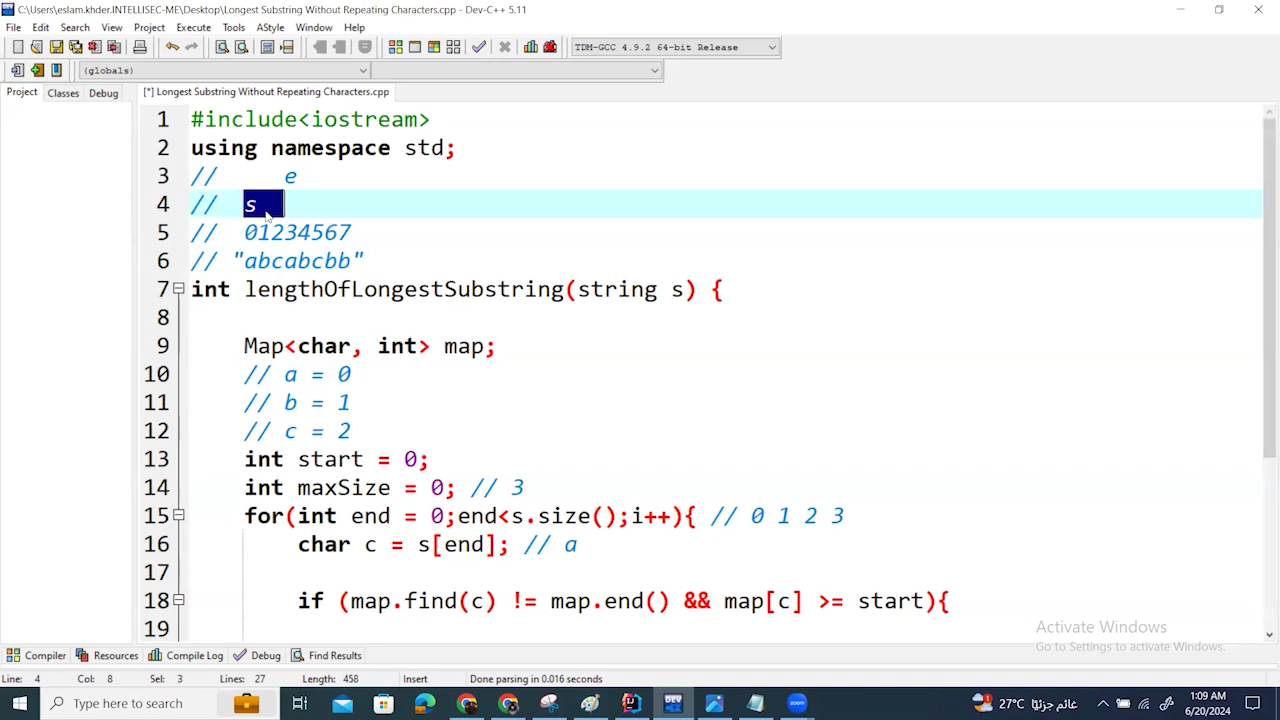 C:\Users\eslam.khder.INTELLISEC-ME\Desktop\Longest Substring Without Repeating Characters.cpp - Dev-C++ 5.11
File Edit Search View Project Execute Tools AStyle Window Help
TDM-GCC 4.9.2 64-bit Release
(globals)
Project Classes Debug [*] Longest Substring Without Repeating Characters.cpp
1 #include<iostream>
2 using namespace std;
3 //     e
4 //  s
5 //  01234567
6 // "abcabcbb"
7 int lengthOfLongestSubstring(string s) {
8
9     Map<char, int> map;
10     // a = 0
11     // b = 1
12     // c = 2
13     int start = 0;
14     int maxSize = 0; // 3
15     for(int end = 0;end<s.size();i++){ // 0 1 2 3
16         char c = s[end]; // a
17
18         if (map.find(c) != map.end() && map[c] >= start){
19
Activate Windows
Go to Settings to activate Windows.
Compiler Resources Compile Log Debug Find Results
Line: 4 Col: 8 Sel: 3 Lines: 27 Length: 458 Insert Done parsing in 0.016 seconds
Type here to search
DEV
zoom
27°C غائم جزئيًا
1:09 AM
6/20/2024